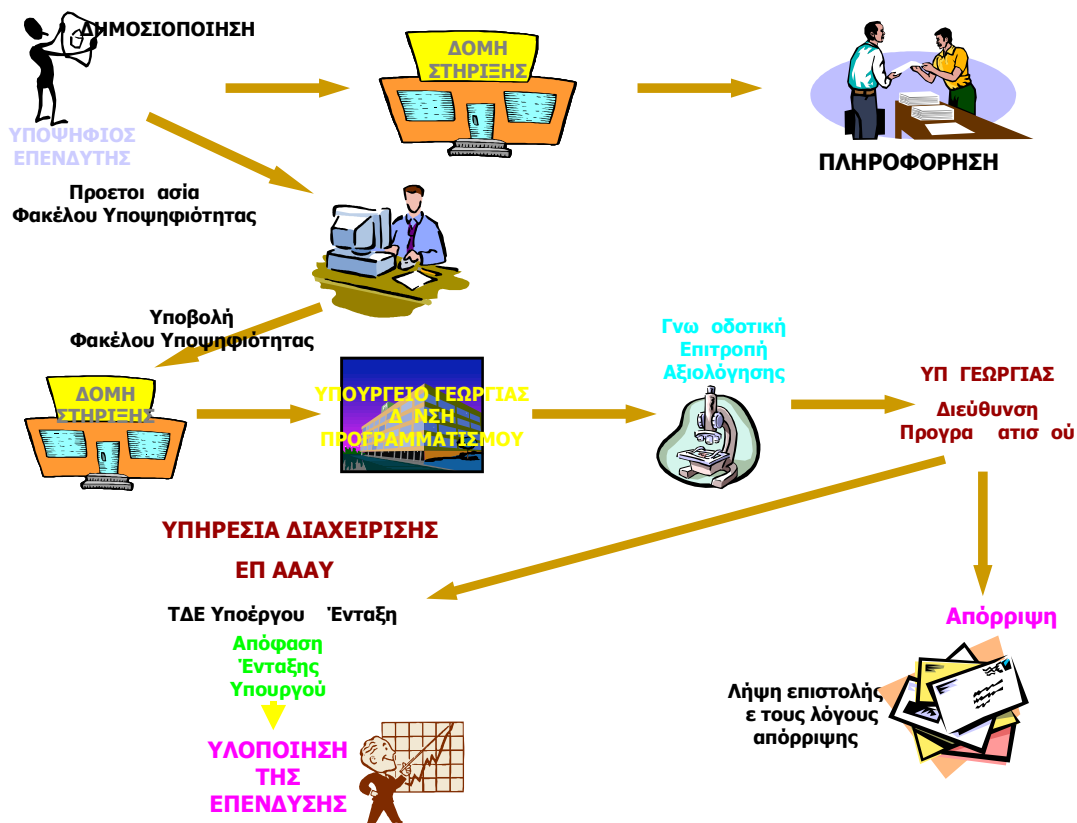 ΔΗΜΟΣΙΟΠΟΙΗΣΗ
ΔΟΜΗ
ΣΤΗΡΙΞΗΣ
ΥΠΟΨΗΦΙΟΣ
ΕΠΕΝΔΥΤΗΣ
ΠΛΗΡΟΦΟΡΗΣΗ
Προετοι ασία
Φακέλου Υποψηφιότητας
Υποβολή
Φακέλου Υποψηφιότητας
ΔΟΜΗ
ΣΤΗΡΙΞΗΣ
ΥΠΟΥΡΓΕΙΟ ΓΕΩΡΓΙΑΣ
Δ ΝΣΗ
ΠΡΟΓΡΑΜΜΑΤΙΣΜΟΥ
Γνω οδοτική
Επιτροπή
Αξιολόγησης
ΥΠ ΓΕΩΡΓΙΑΣ
Διεύθυνση
Προγρα ατισ ού
ΥΠΗΡΕΣΙΑ ΔΙΑΧΕΙΡΙΣΗΣ
ΕΠ ΑΑΑΥ
ΤΔΕ Υποέργου Ένταξη
Απόφαση
Ένταξης
Υπουργού
ΥΛΟΠΟΙΗΣΗ
ΤΗΣ
ΕΠΕΝΔΥΣΗΣ
Απόρριψη
Λήψη επιστολής
ε τους λόγους
απόρριψης